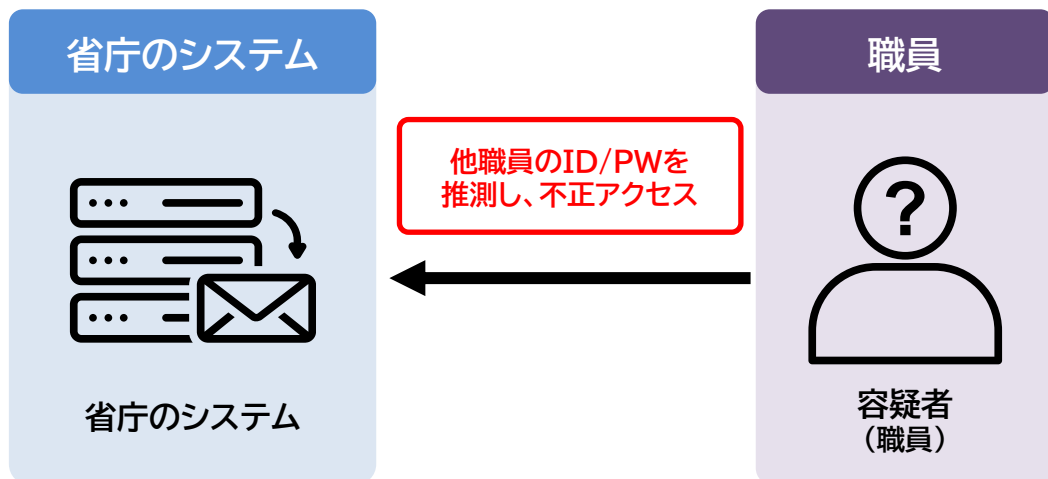 省庁のシステム
職員
他職員のID/PWを
推測し、不正アクセス
?
省庁のシステム
容疑者
（職員）